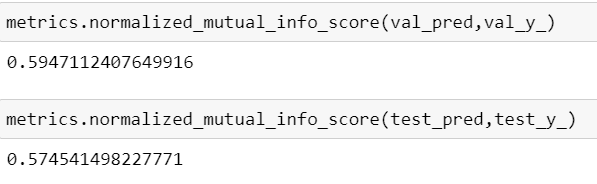 metrics.normalized_mutual_info_score(val_pred,val_y_)
0.5947112407649916
metrics.normalized_mutual_info_score(test_pred,test_y_)
0.574541498227771